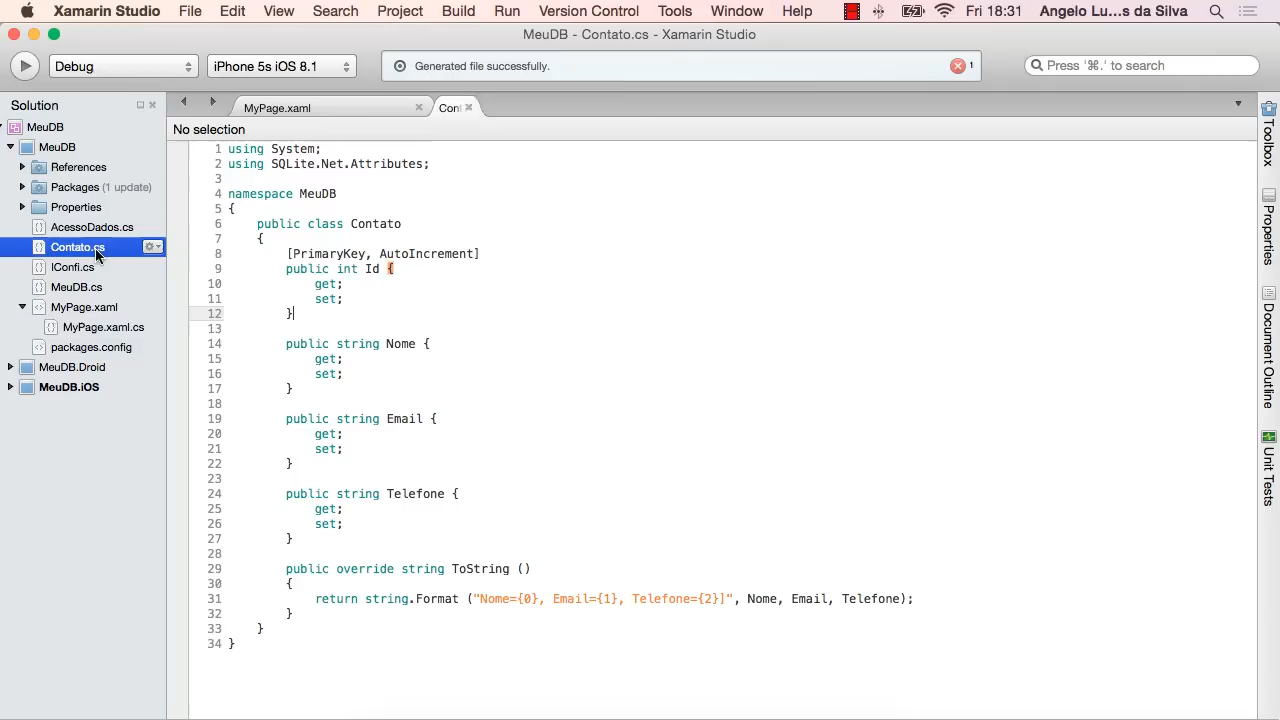 Xamarin Studio File Edit View Search Project Build Run Version Control Tools Window Help Fri 18:31 Angelo Lu...s da Silva
MeuDB - Contato.cs - Xamarin Studio
Debug iPhone 5s iOS 8.1 Generated file successfully. 1 Press '⌘.' to search
Solution
MeuDB
MeuDB
References
Packages (1 update)
Properties
AcessoDados.cs
Contato.cs
IConfi.cs
MeuDB.cs
MyPage.xaml
MyPage.xaml.cs
packages.config
MeuDB.Droid
MeuDB.iOS
MyPage.xaml Cont
No selection
1 using System;
2 using SQLite.Net.Attributes;
3
4 namespace MeuDB
5 {
6 public class Contato
7 {
8 [PrimaryKey, AutoIncrement]
9 public int Id {
10 get;
11 set;
12 }
13
14 public string Nome {
15 get;
16 set;
17 }
18
19 public string Email {
20 get;
21 set;
22 }
23
24 public string Telefone {
25 get;
26 set;
27 }
28
29 public override string ToString ()
30 {
31 return string.Format ("Nome={0}, Email={1}, Telefone={2}]", Nome, Email, Telefone);
32 }
33 }
34 }
Toolbox
Properties
Document Outline
Unit Tests